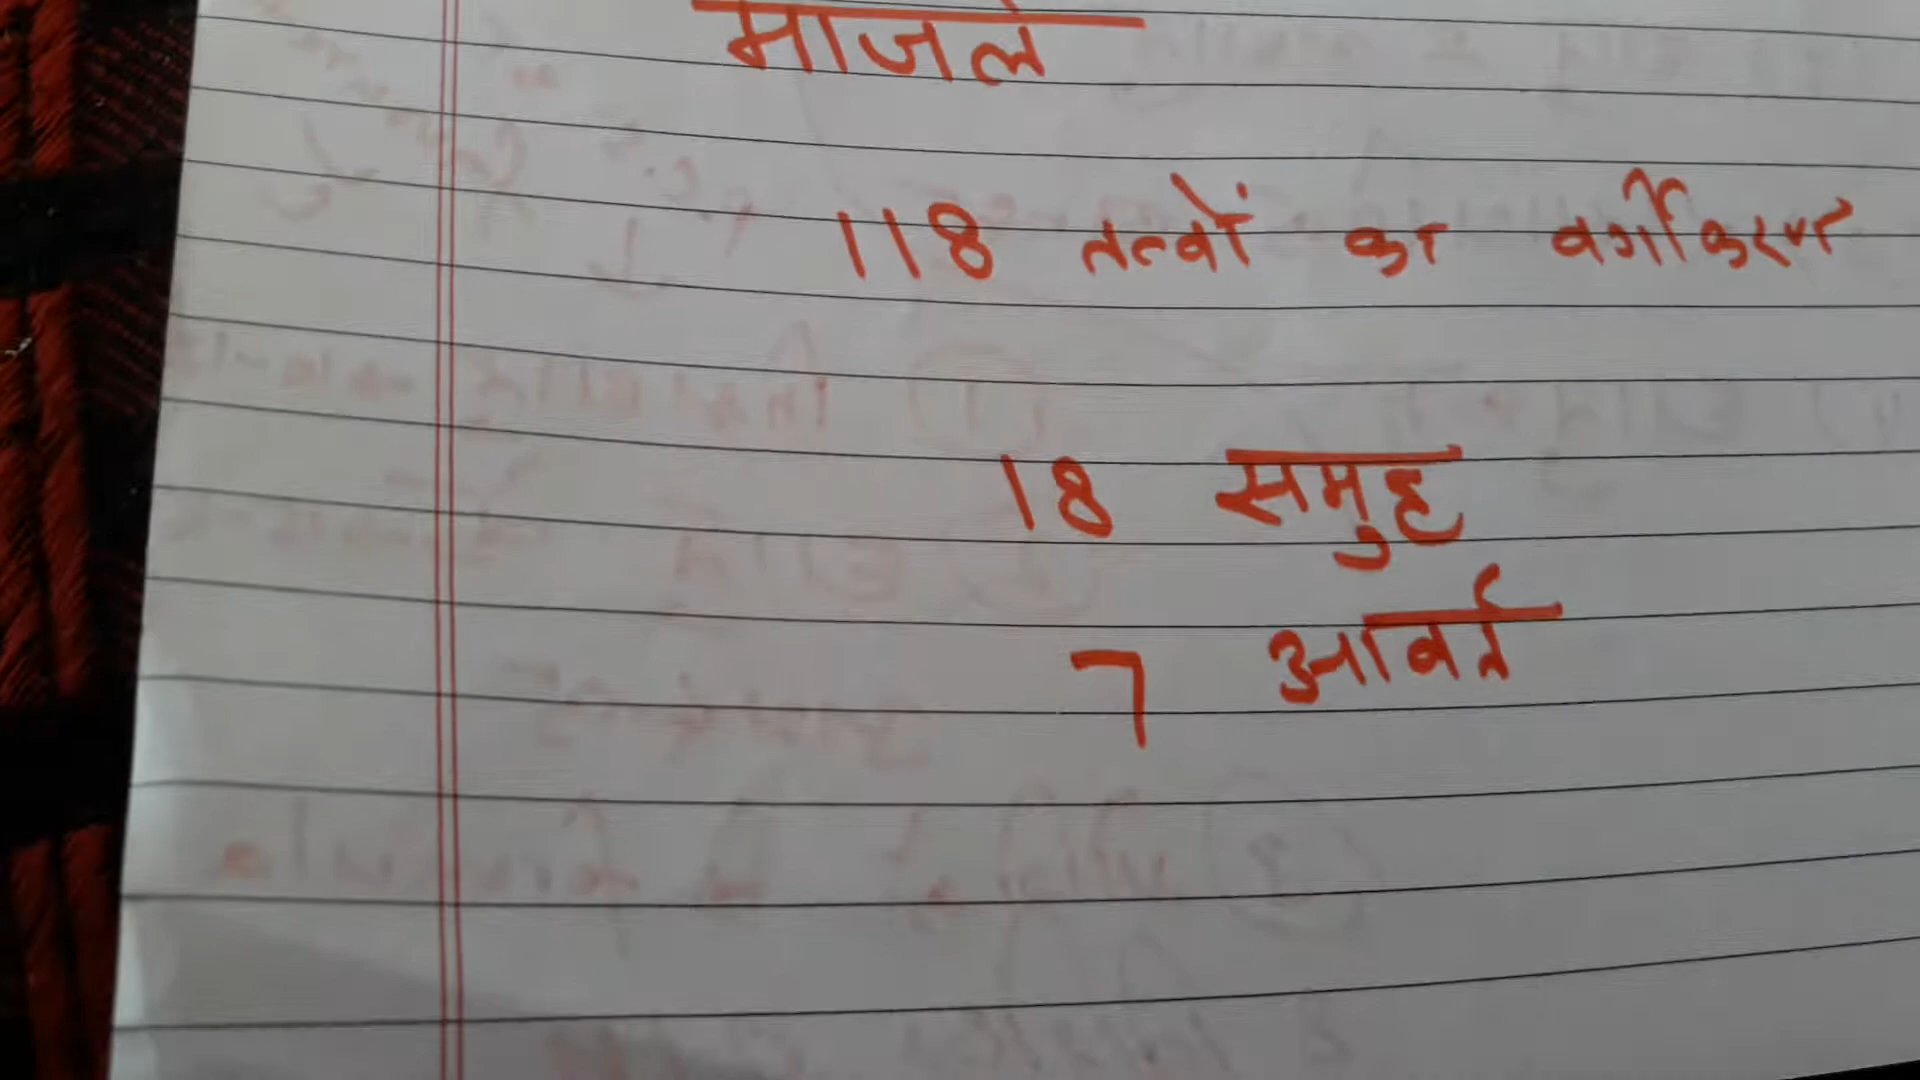 माजले
118 तत्वों का वर्गीकरण
18 समुह
7 आवर्त